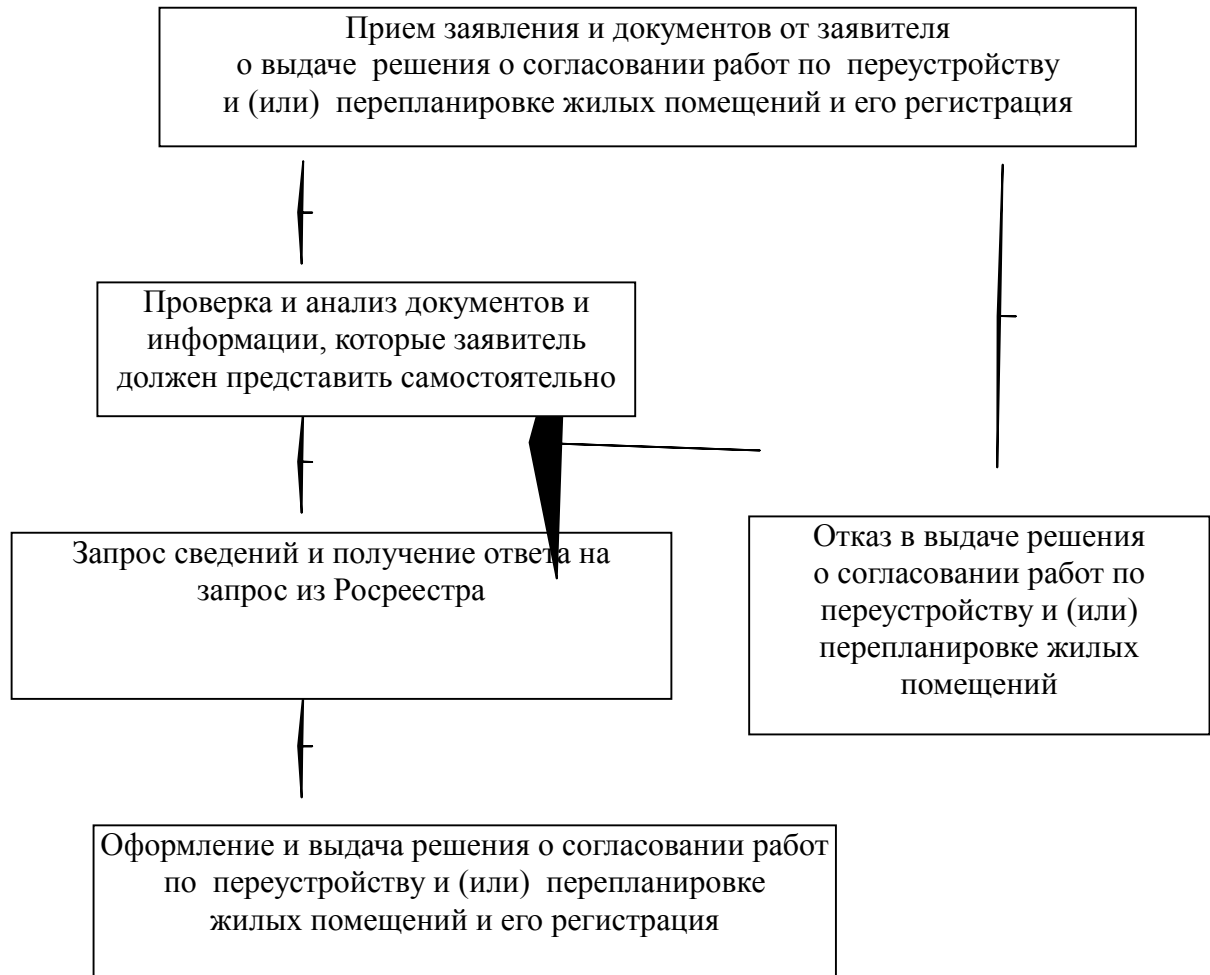 Прием заявления и документов от заявителя
о выдаче решения о согласовании работ по переустройству
и (или) перепланировке жилых помещений и его регистрация
Проверка и анализ документов и
информации, которые заявитель
должен представить самостоятельно
Запрос сведений и получение ответа на
запрос из Росреестра
Отказ в выдаче решения
о согласовании работ по
переустройству и (или)
перепланировке жилых
помещений
Оформление и выдача решения о согласовании работ
по переустройству и (или) перепланировке
жилых помещений и его регистрация